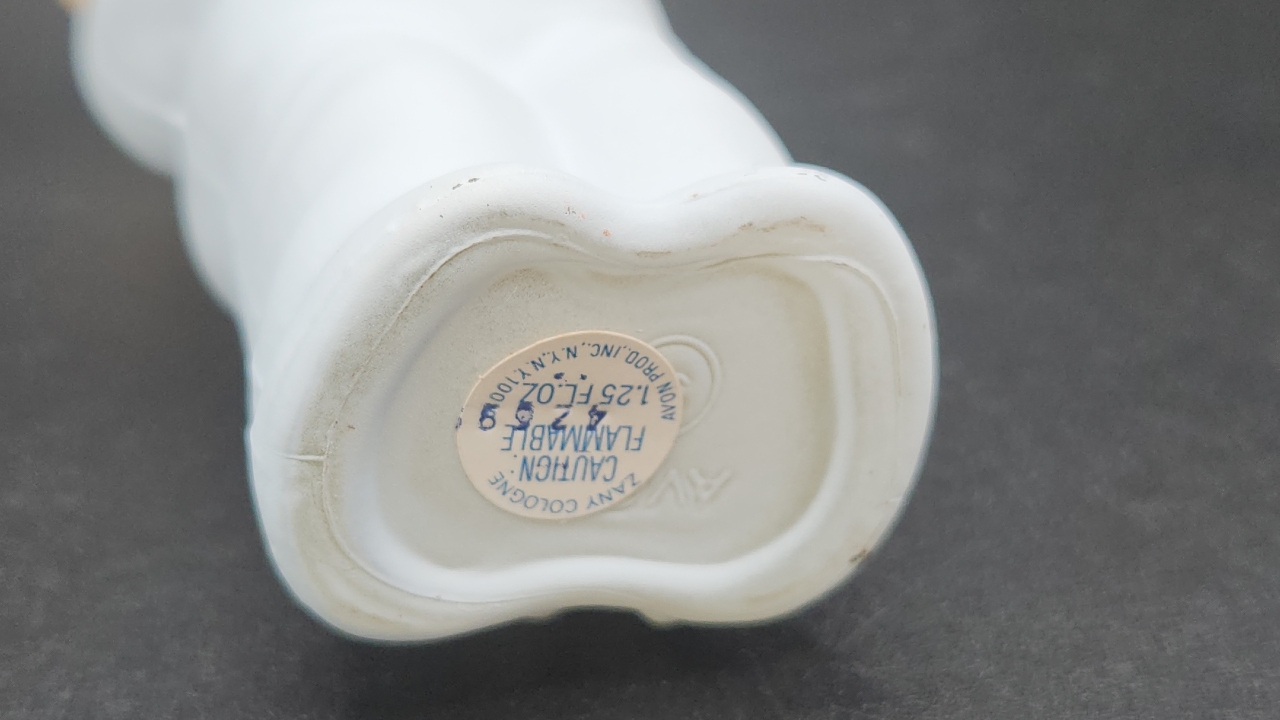 ZANY COLOGNE
CAUTION
FLAMMABLE
1.25 FL.OZ.
AVON PROD.,INC., N.Y.,N.Y.